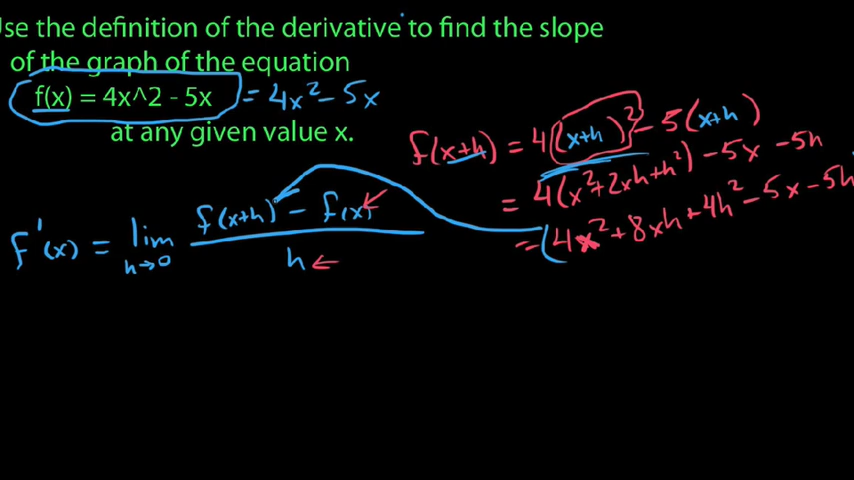 Use the definition of the derivative to find the slope
of the graph of the equation
f(x) = 4x^2 - 5x = 4x² - 5x
at any given value x.
f(x+h) = 4(x+h)² - 5(x+h)
= 4(x²+2xh+h²) - 5x - 5h
= (4x² + 8xh + 4h² - 5x - 5h
f'(x) = lim h→0 f(x+h) - f(x) / h